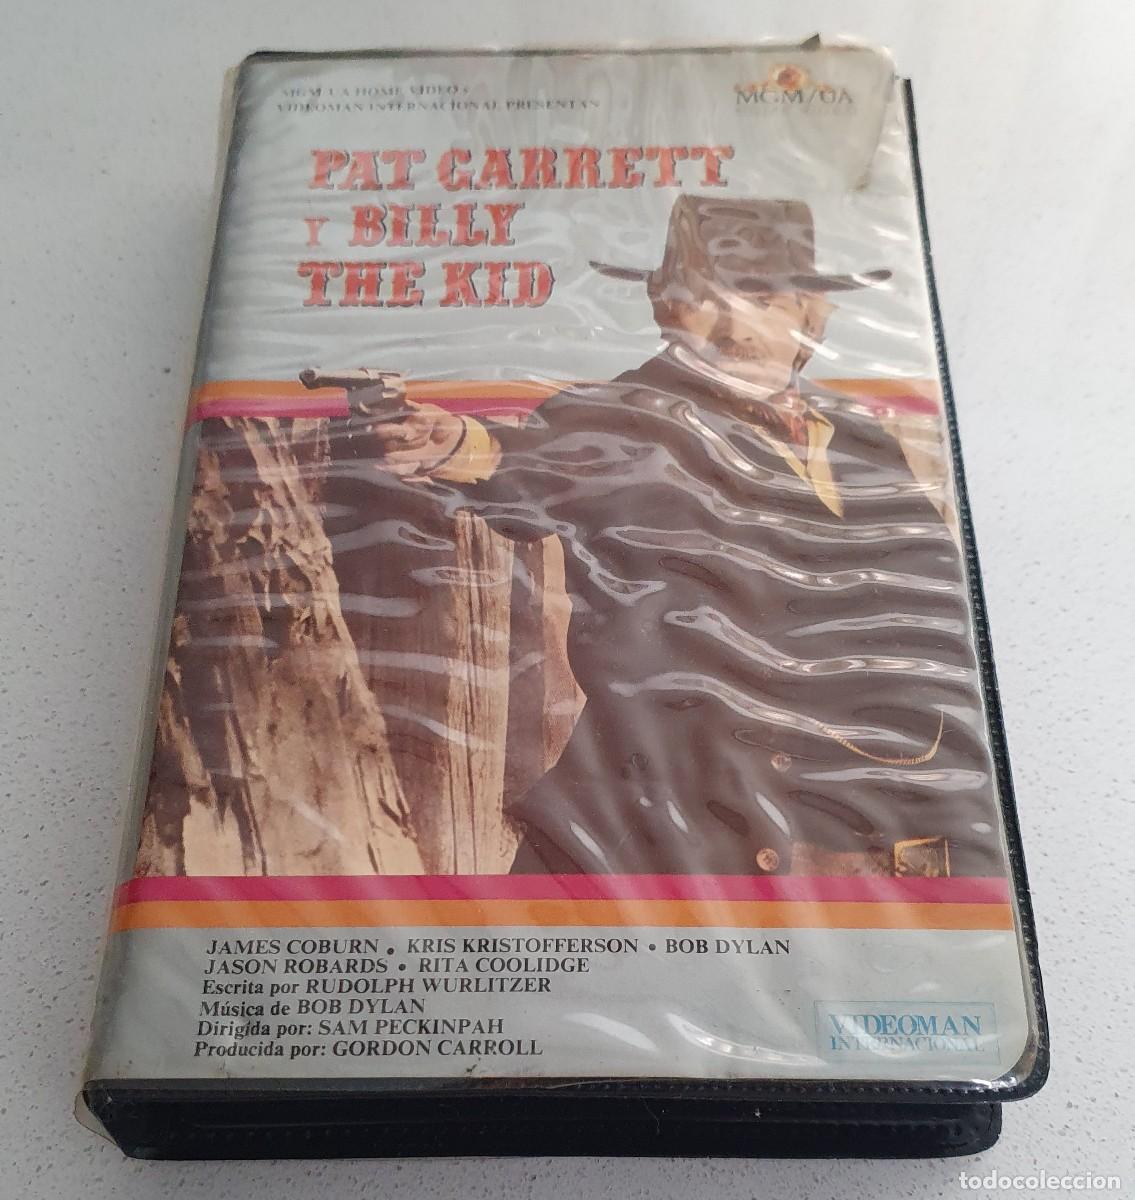 MGM/UA HOME VIDEO y
VIDEOMAN INTERNACIONAL PRESENTAN
MGM/UA
PAT GARRETT
Y BILLY
THE KID
JAMES COBURN • KRIS KRISTOFFERSON • BOB DYLAN
JASON ROBARDS • RITA COOLIDGE
Escrita por RUDOLPH WURLITZER
Música de BOB DYLAN
Dirigida por: SAM PECKINPAH
Producida por: GORDON CARROLL
VIDEOMAN
INTERNACIONAL
todocoleccion